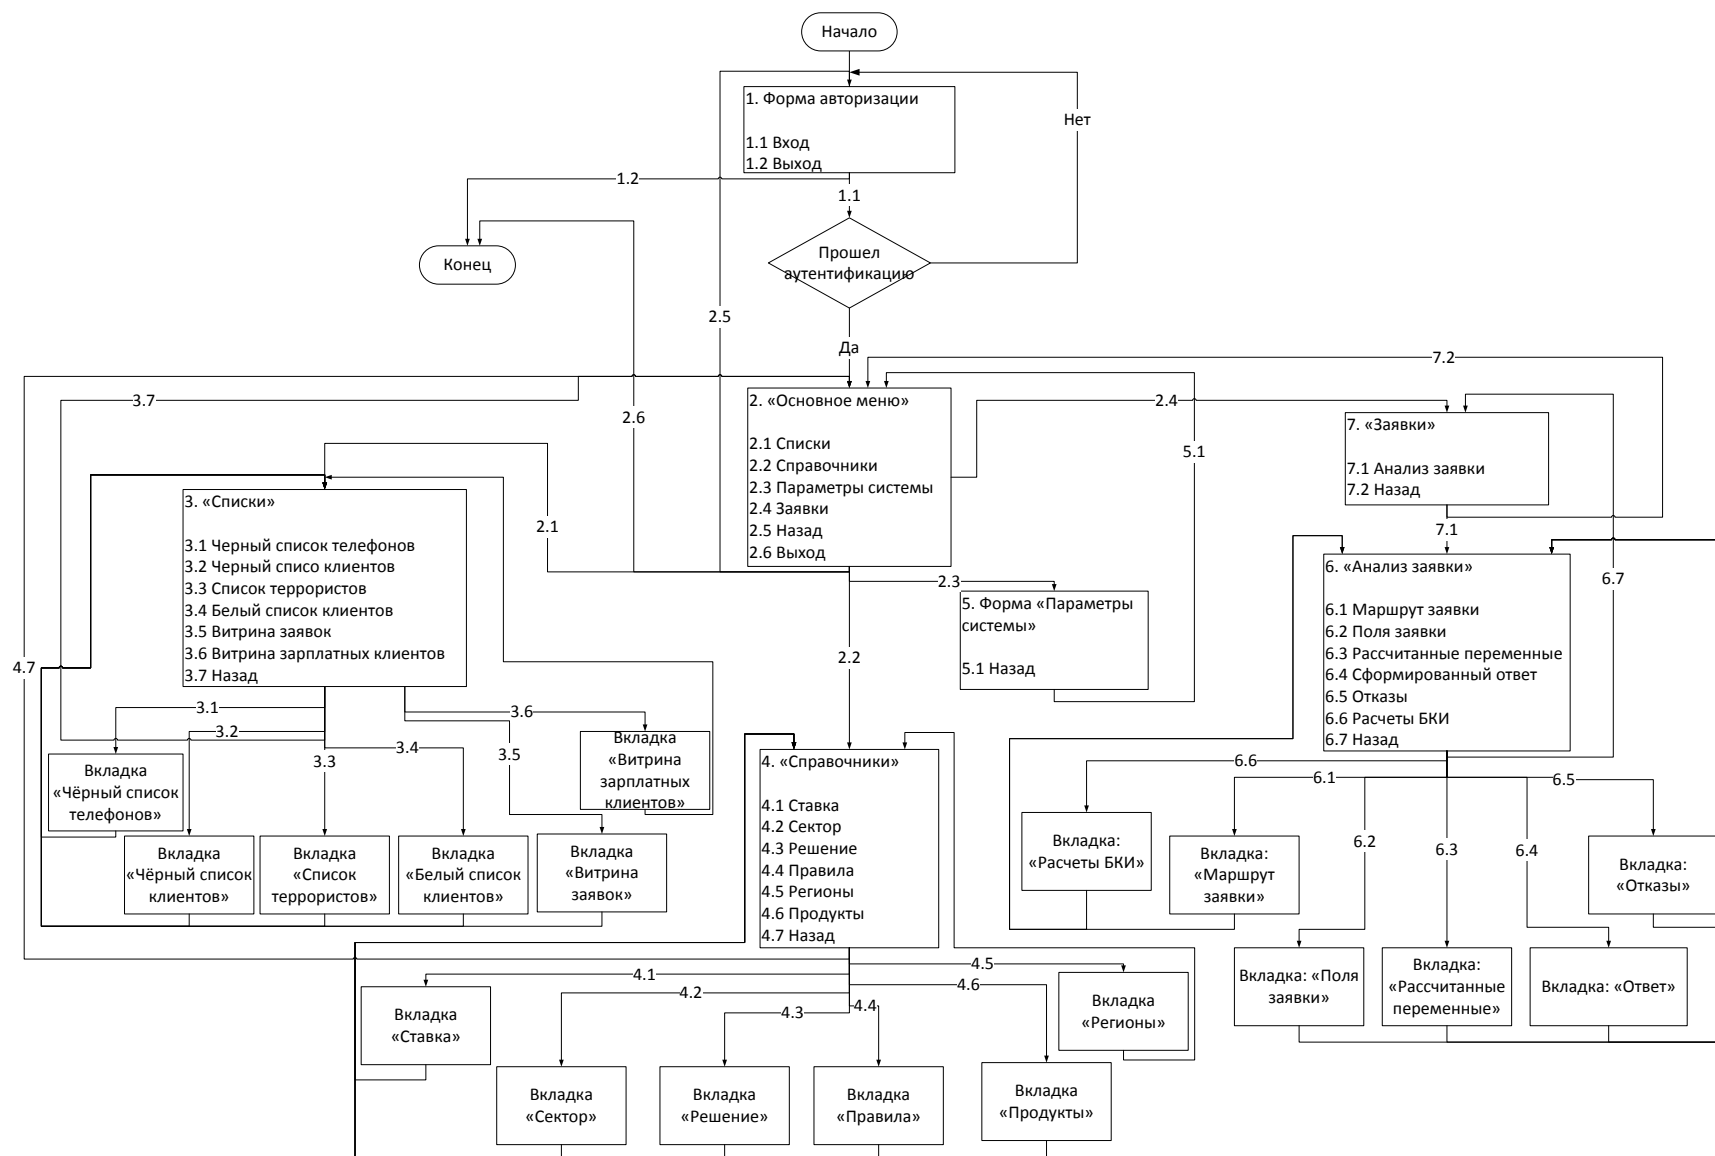 Начало
1. Форма авторизации
1.1 Вход
1.2 Выход
Нет
1.2
1.1
Прошел
аутентификацию
Конец
2.5
Да
7.2
3.7
2.6
2. «Основное меню»
2.1 Списки
2.2 Справочники
2.3 Параметры системы
2.4 Заявки
2.5 Назад
2.6 Выход
2.4
5.1
7. «Заявки»
7.1 Анализ заявки
7.2 Назад
3. «Списки»
3.1 Черный список телефонов
3.2 Черный списо клиентов
3.3 Список террористов
3.4 Белый список клиентов
3.5 Витрина заявок
3.6 Витрина зарплатных клиентов
3.7 Назад
2.1
7.1
2.3
5. Форма «Параметры
системы»
5.1 Назад
6. «Анализ заявки»
6.1 Маршрут заявки
6.2 Поля заявки
6.3 Рассчитанные переменные
6.4 Сформированный ответ
6.5 Отказы
6.6 Расчеты БКИ
6.7 Назад
6.7
4.7
2.2
3.1
3.2
3.3
3.4
3.5
3.6
Вкладка
«Чёрный список
телефонов»
Вкладка
«Витрина
зарплатных
клиентов»
4. «Справочники»
4.1 Ставка
4.2 Сектор
4.3 Решение
4.4 Правила
4.5 Регионы
4.6 Продукты
4.7 Назад
6.6
6.1
6.5
6.2
6.3
6.4
Вкладка
«Чёрный список
клиентов»
Вкладка
«Список
террористов»
Вкладка
«Белый список
клиентов»
Вкладка
«Витрина
заявок»
Вкладка:
«Расчеты БКИ»
Вкладка:
«Маршрут
заявки»
Вкладка:
«Отказы»
4.1
4.2
4.3
4.4
4.5
4.6
Вкладка: «Поля
заявки»
Вкладка:
«Рассчитанные
переменные»
Вкладка: «Ответ»
Вкладка
«Ставка»
Вкладка
«Регионы»
Вкладка
«Сектор»
Вкладка
«Решение»
Вкладка
«Правила»
Вкладка
«Продукты»